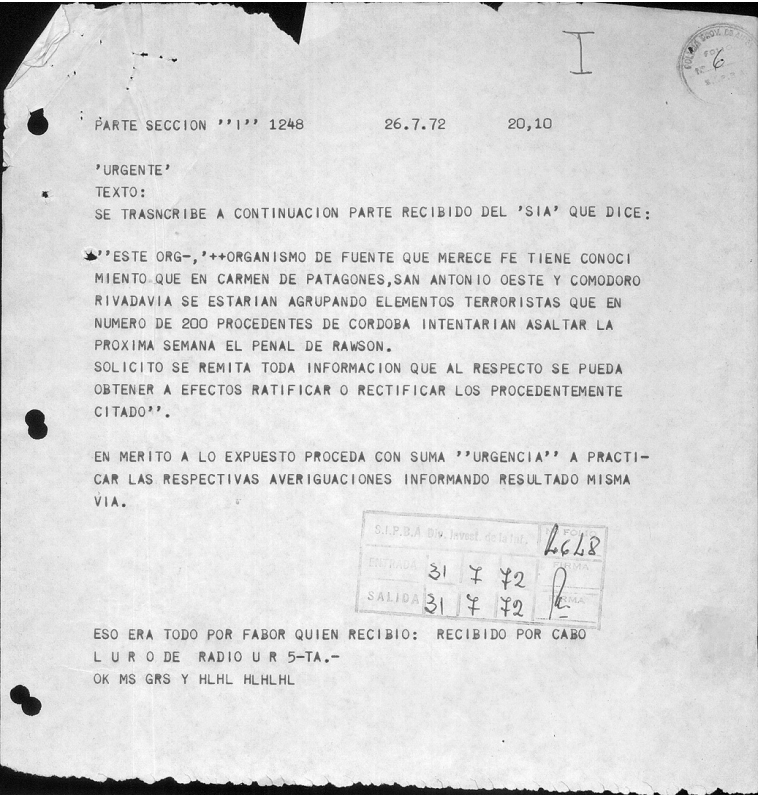 I
6
PARTE SECCION ''I'' 1248 26.7.72 20,10
'URGENTE'
TEXTO:
SE TRASNCRIBE A CONTINUACION PARTE RECIBIDO DEL 'SIA' QUE DICE:
''ESTE ORG-,'++ORGANISMO DE FUENTE QUE MERECE FE TIENE CONOCI
MIENTO QUE EN CARMEN DE PATAGONES,SAN ANTONIO OESTE Y COMODORO
RIVADAVIA SE ESTARIAN AGRUPANDO ELEMENTOS TERRORISTAS QUE EN
NUMERO DE 200 PROCEDENTES DE CORDOBA INTENTARIAN ASALTAR LA
PROXIMA SEMANA EL PENAL DE RAWSON.
SOLICITO SE REMITA TODA INFORMACION QUE AL RESPECTO SE PUEDA
OBTENER A EFECTOS RATIFICAR O RECTIFICAR LOS PROCEDENTEMENTE
CITADO''.
EN MERITO A LO EXPUESTO PROCEDA CON SUMA ''URGENCIA'' A PRACTI-
CAR LAS RESPECTIVAS AVERIGUACIONES INFORMANDO RESULTADO MISMA
VIA.
S.I.P.B.A Div. FOLIO
ENTRADA 31 7 72 FIRMA
SALIDA 31 7 72 FIRMA
ESO ERA TODO POR FABOR QUIEN RECIBIO: RECIBIDO POR CABO
L U R O DE RADIO U R 5-TA.-
OK MS GRS Y HLHL HLHLHL